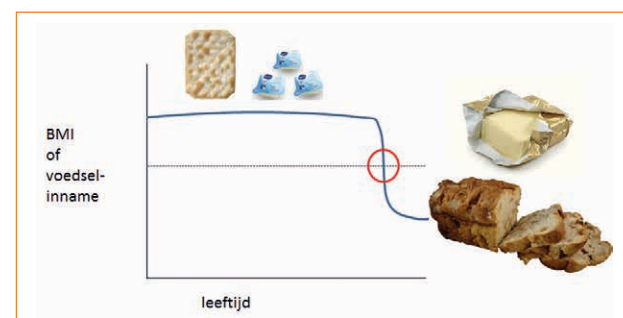 BMI
of
voedsel-
inname
leeftijd